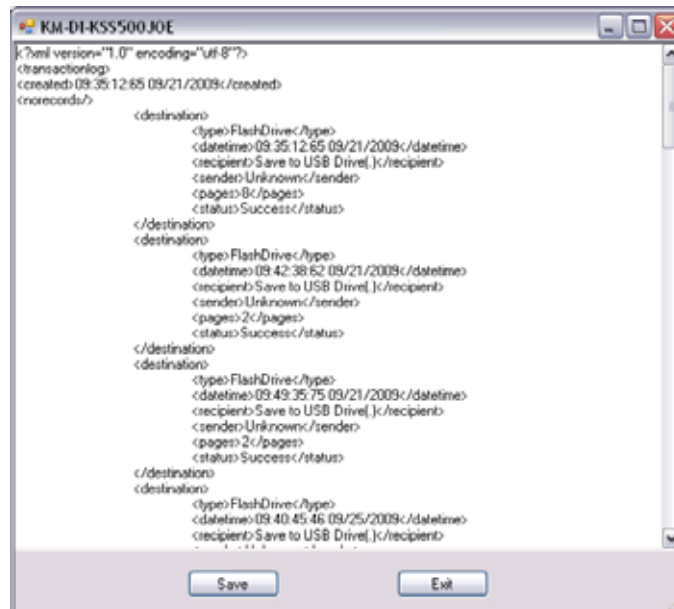 KM-DI-KSS500JOE
<?xml version="1.0" encoding="utf-8"?>
<transactionlog>
<created>09:35:12:65 09/21/2009</created>
<norecords/>
<destination>
<type>FlashDrive</type>
<datetime>09:35:12:65 09/21/2009</datetime>
<recipient>Save to USB Drive(.)</recipient>
<sender>Unknown</sender>
<pages>8</pages>
<status>Success</status>
</destination>
<destination>
<type>FlashDrive</type>
<datetime>09:42:38:62 09/21/2009</datetime>
<recipient>Save to USB Drive(.)</recipient>
<sender>Unknown</sender>
<pages>2</pages>
<status>Success</status>
</destination>
<destination>
<type>FlashDrive</type>
<datetime>09:49:35:75 09/21/2009</datetime>
<recipient>Save to USB Drive(.)</recipient>
<sender>Unknown</sender>
<pages>2</pages>
<status>Success</status>
</destination>
<destination>
<type>FlashDrive</type>
<datetime>09:40:45:46 09/25/2009</datetime>
<recipient>Save to USB Drive(.)</recipient>
Save
Exit